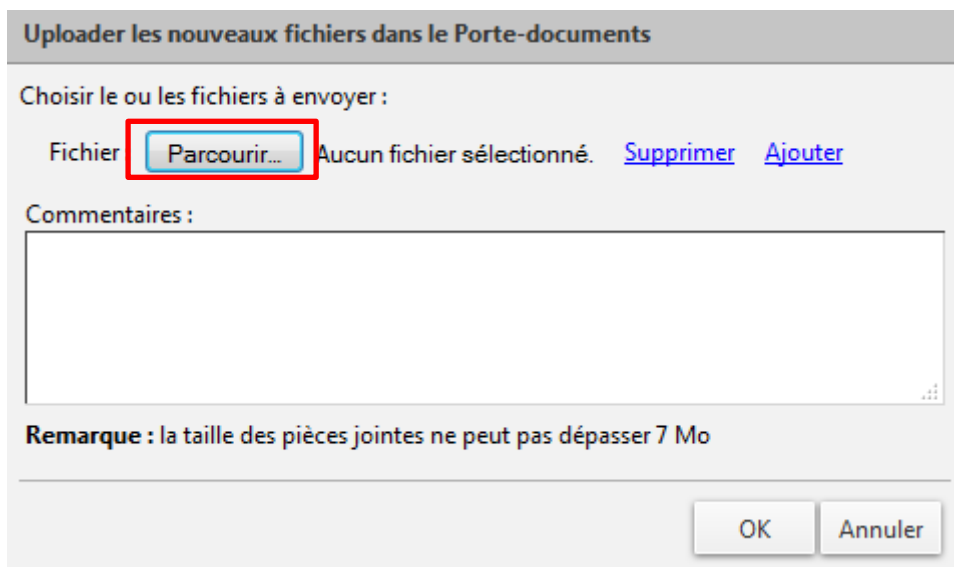 Uploader les nouveaux fichiers dans le Porte-documents
Choisir le ou les fichiers à envoyer :
Fichier : Parcourir... Aucun fichier sélectionné. Supprimer Ajouter
Commentaires :
Remarque : la taille des pièces jointes ne peut pas dépasser 7 Mo
OK Annuler